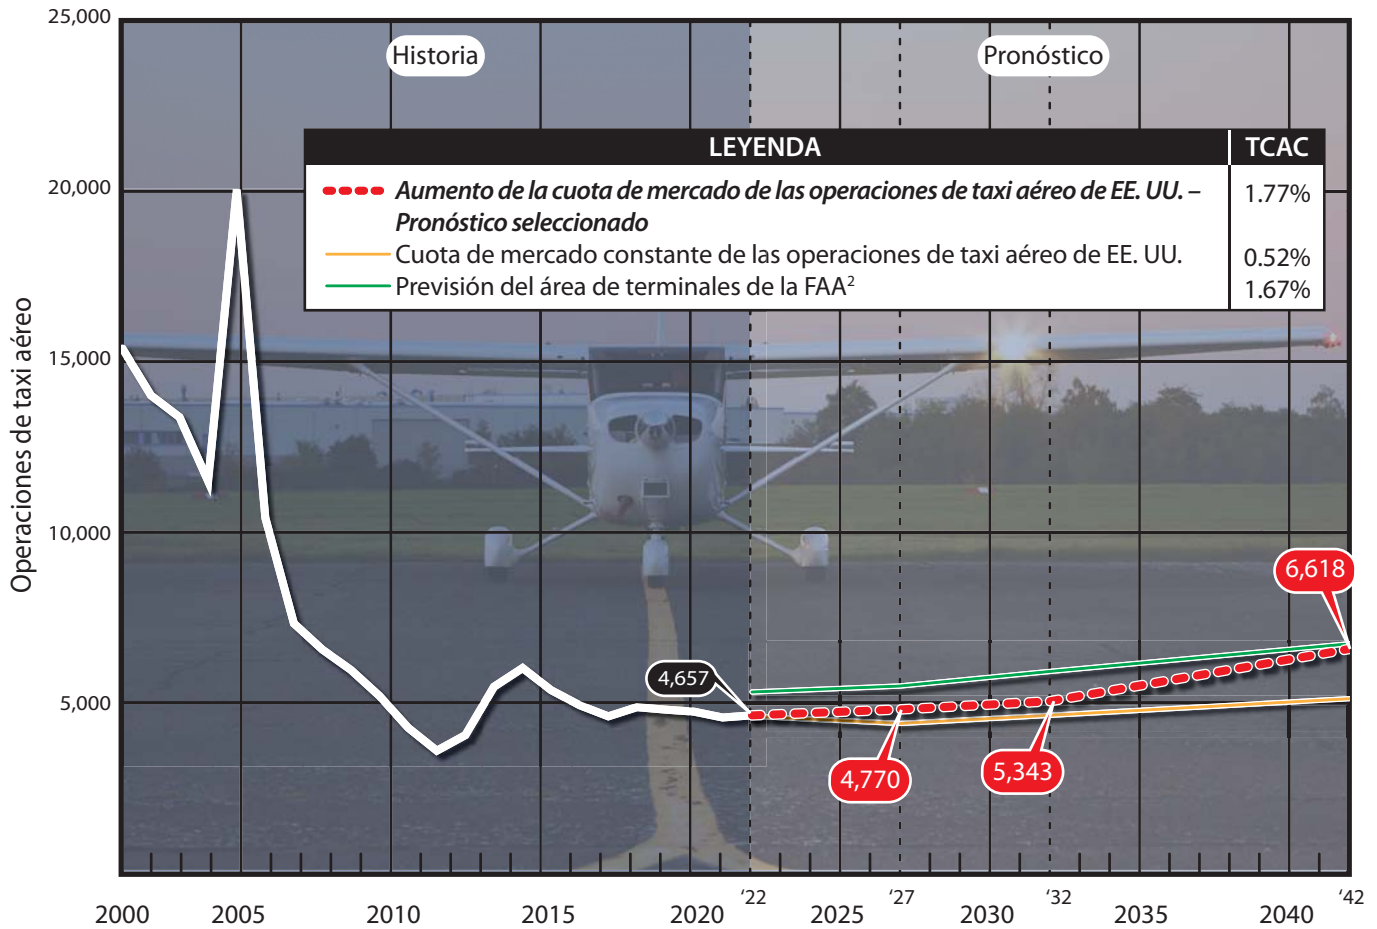 25,000
Historia
Pronóstico
LEYENDA
TCAC
Aumento de la cuota de mercado de las operaciones de taxi aéreo de EE. UU. –
Pronóstico seleccionado
1.77%
Cuota de mercado constante de las operaciones de taxi aéreo de EE. UU.
0.52%
Previsión del área de terminales de la FAA²
1.67%
20,000
15,000
10,000
5,000
Operaciones de taxi aéreo
6,618
4,657
4,770
5,343
2000
2005
2010
2015
2020
'22
2025
'27
2030
'32
2035
2040
'42